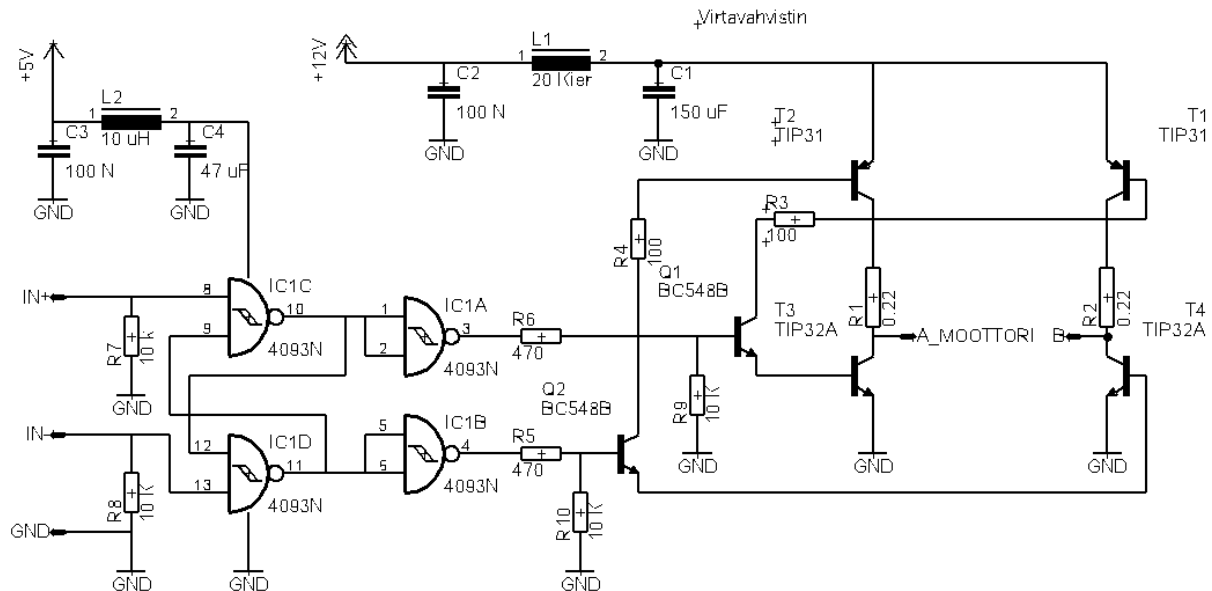 Virtavahvistin
+5V
L2
1
2
10 uH
C3
100 N
GND
C4
47 uF
GND
+12V
L1
1
2
20 Kier
C2
100 N
GND
C1
150 uF
GND
T2
TIP31
T1
TIP31
R3
100
R4
100
Q1
BC548B
T3
TIP32A
R1
0.22
R2
0.22
T4
TIP32A
A_MOOTTORI
B
IN+
8
9
IC1C
10
4093N
1
2
IC1A
3
4093N
R6
470
R7
10 k
GND
R9
10 K
GND
GND
GND
Q2
BC548B
IN-
12
13
IC1D
11
4093N
5
6
IC1B
4
4093N
R5
470
R8
10 K
R10
10 K
GND
GND
GND
GND